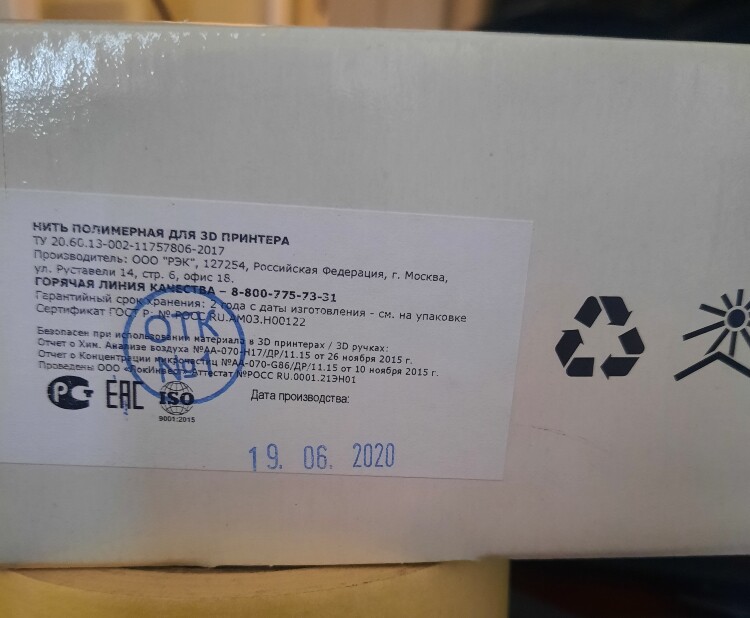 НИТЬ ПОЛИМЕРНАЯ ДЛЯ 3D ПРИНТЕРА
ТУ 20.60.13-002-11757806-2017
Производитель: ООО "РЭК", 127254, Российская Федерация, г. Москва,
ул. Руставели 14, стр. 6, офис 18.
ГОРЯЧАЯ ЛИНИЯ КАЧЕСТВА – 8-800-775-73-31
Гарантийный срок хранения: 2 года с даты изготовления - см. на упаковке
Сертификат ГОСТ Р: № РОСС RU.АМ03.Н00122
ОТК
№1
Безопасен при использовании материала в 3D принтерах / 3D ручках:
Отчет о Хим. Анализе воздуха №АА-070-H17/ДР/11.15 от 26 ноября 2015 г.
Отчет о Концентрации микрочастиц №АА-070-G86/ДР/11.15 от 10 ноября 2015 г.
Проведены ООО Аттестат №РОСС RU.0001.21ЭН01
РСТ ЕАС ISO
9001:2015
Дата производства:
19. 06. 2020